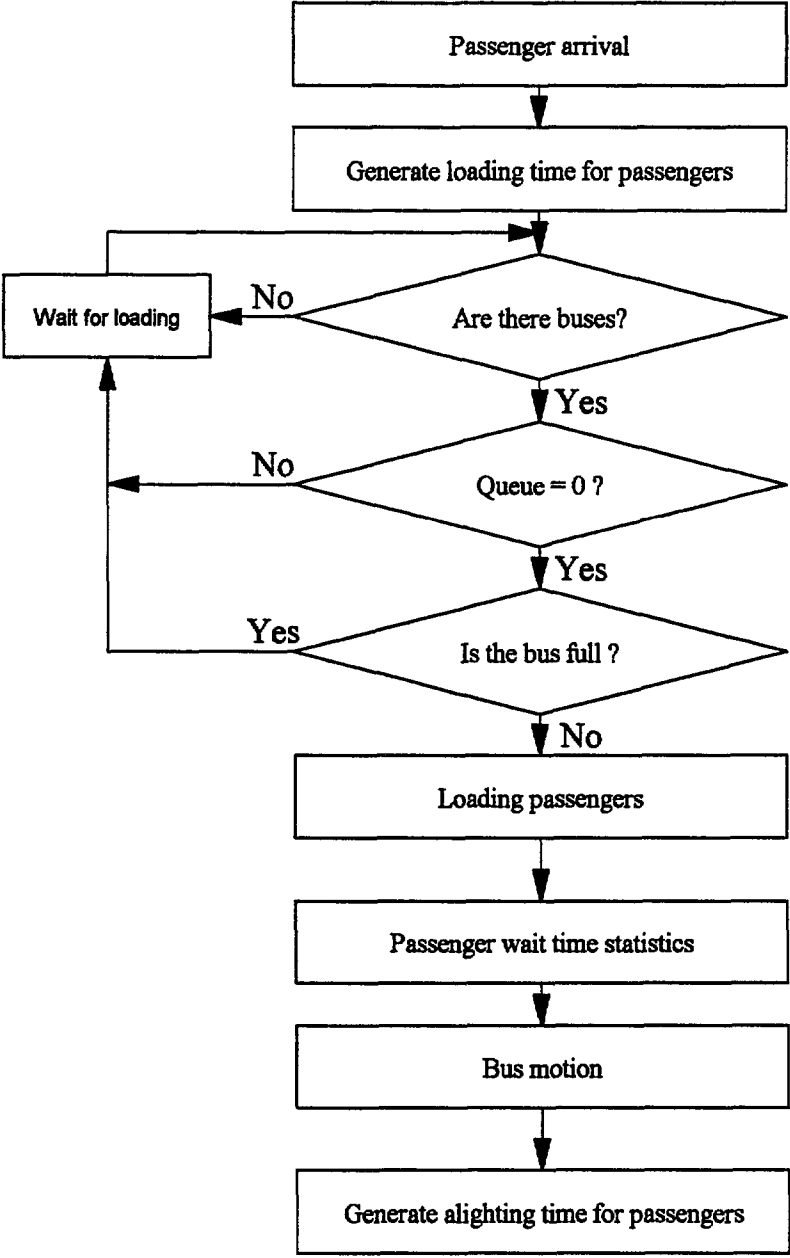 Passenger arrival
Generate loading time for passengers
No
Wait for loading
Are there buses?
Yes
No
Queue = 0 ?
Yes
Yes
Is the bus full ?
No
Loading passengers
Passenger wait time statistics
Bus motion
Generate alighting time for passengers